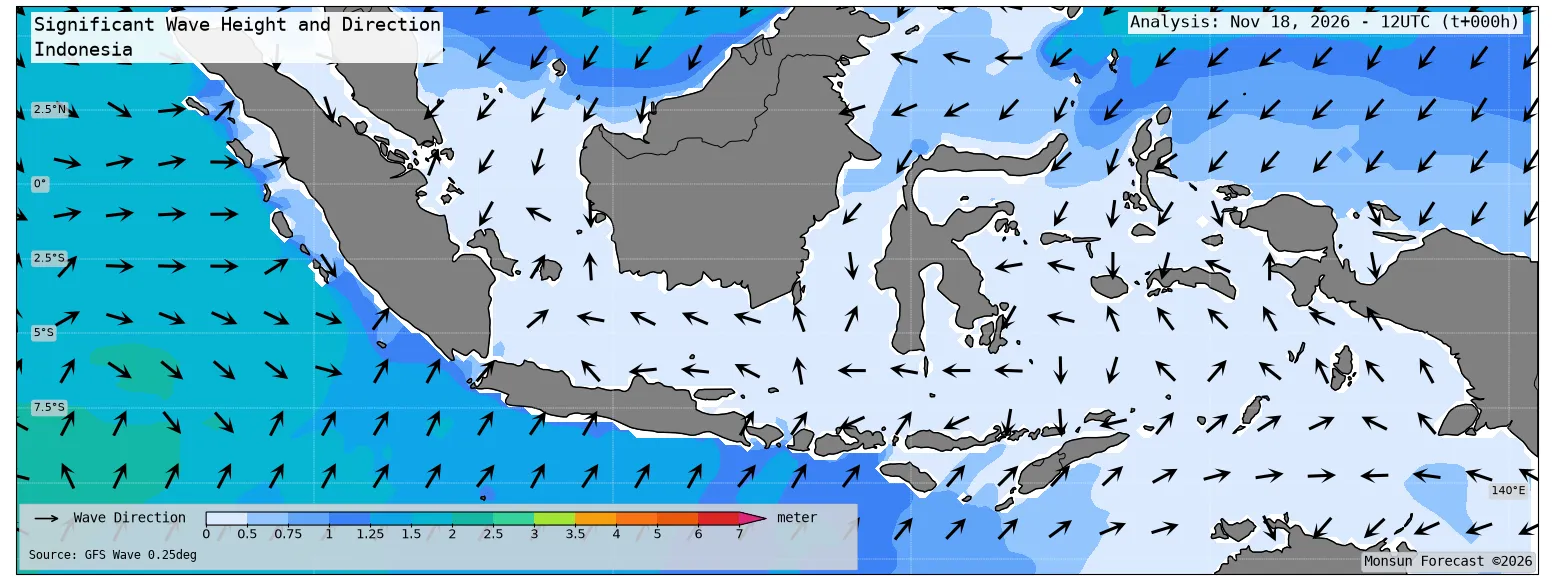 Significant Wave Height and Direction
Indonesia
Analysis: Nov 18, 2026 - 12UTC (t+000h)
2.5°N
0°
2.5°S
5°S
7.5°S
140°E
Wave Direction
0 0.5 0.75 1 1.25 1.5 2 2.5 3 3.5 4 5 6 7
meter
Source: GFS Wave 0.25deg
Monsun Forecast ©2026